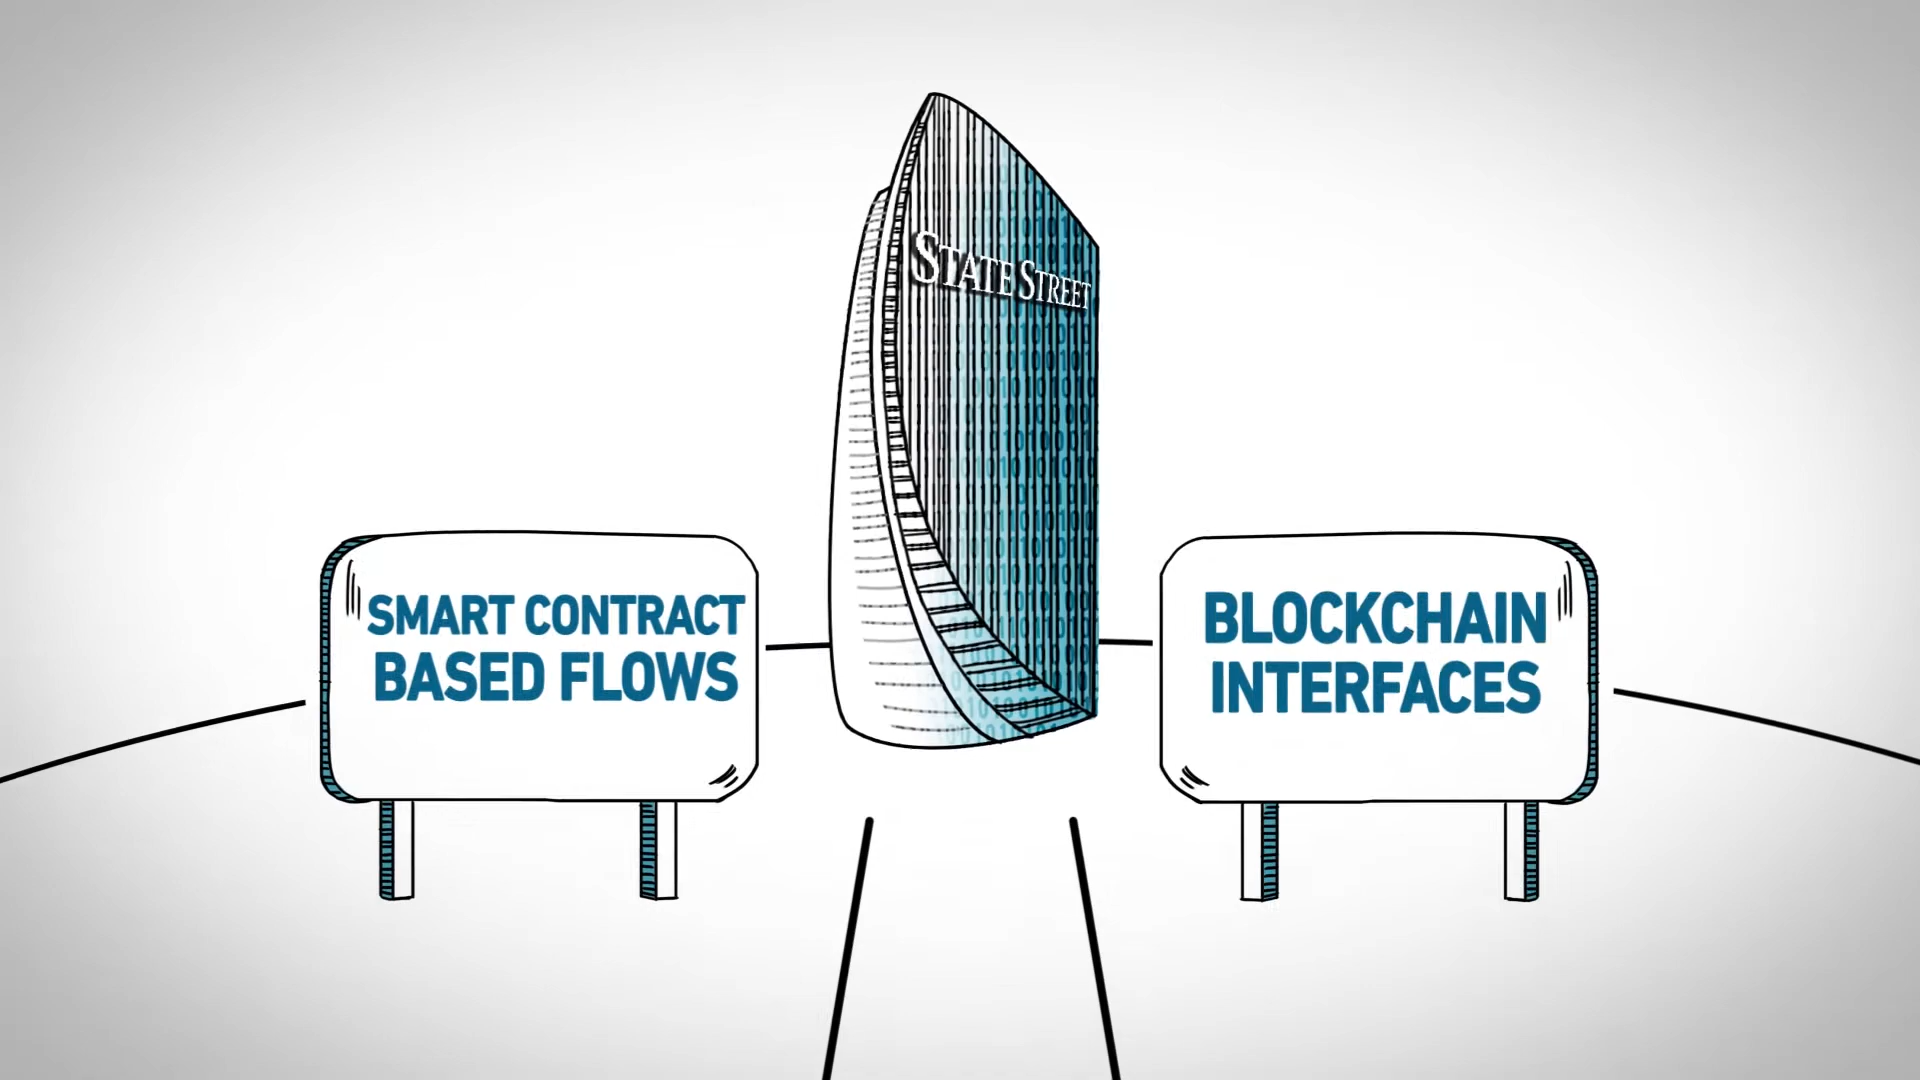 STATE STREET
SMART CONTRACT
BASED FLOWS
BLOCKCHAIN
INTERFACES